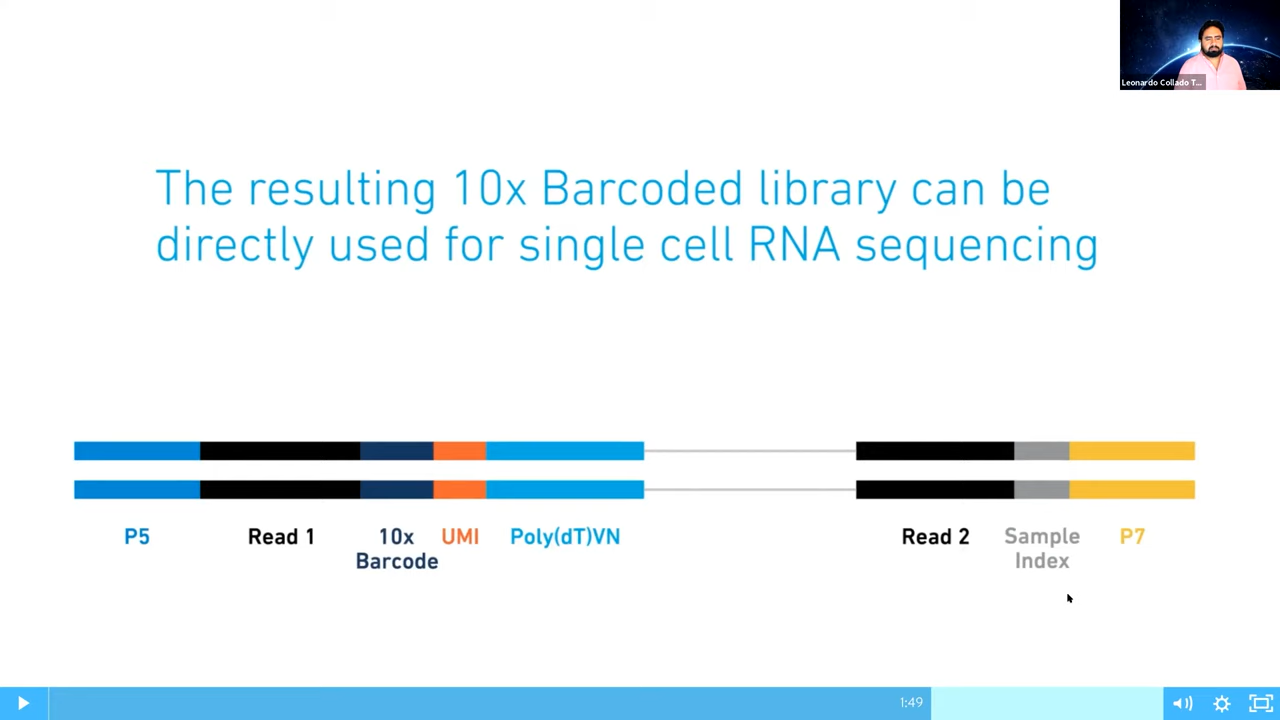 Leonardo Collado T...
The resulting 10x Barcoded library can be
directly used for single cell RNA sequencing
P5 Read 1 10x UMI Poly(dT)VN Read 2 Sample P7
Barcode Index
1:49